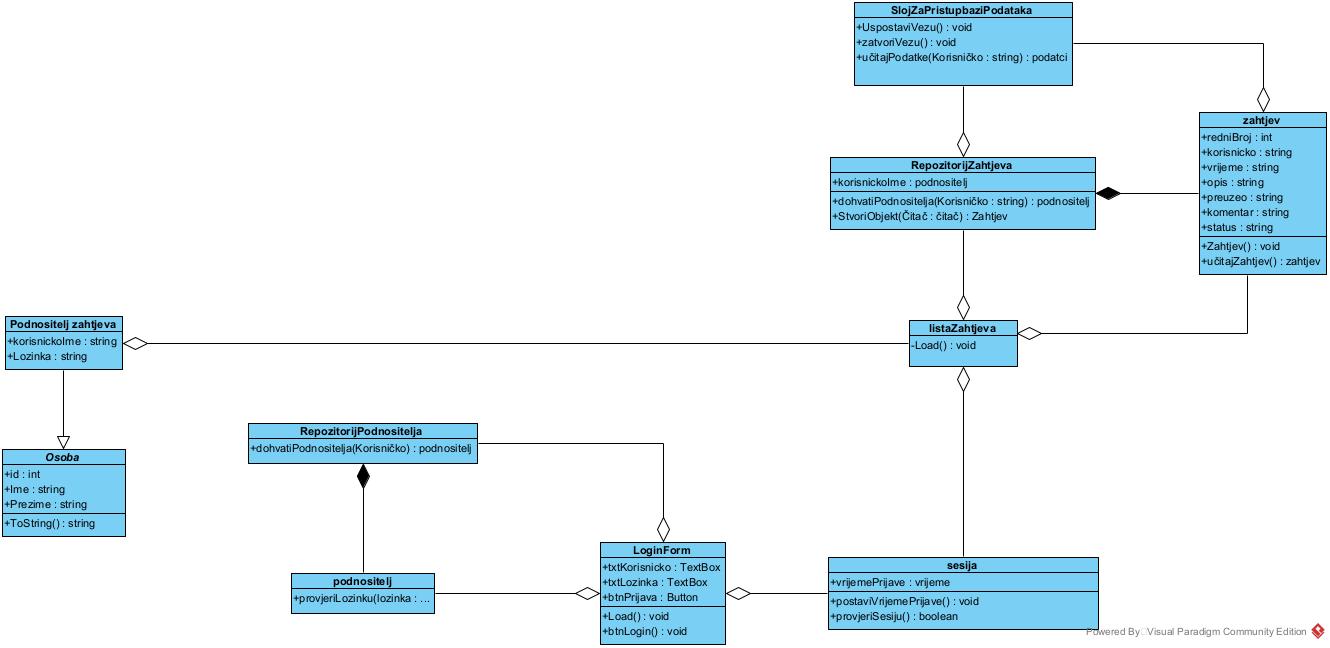 SlojZaPristupbaziPodataka
+UspostaviVezu() : void
+zatvoriVezu() : void
+učitajPodatke(Korisničko : string) : podatci
zahtjev
+redniBroj : int
+korisnicko : string
+vrijeme : string
+opis : string
+preuzeo : string
+komentar : string
+status : string
+Zahtjev() : void
+učitajZahtjev() : zahtjev
RepozitorijZahtjeva
+korisnickoIme : podnositelj
+dohvatiPodnositelja(Korisničko : string) : podnositelj
+StvoriObjekt(Čitač : čitač) : Zahtjev
Podnositelj zahtjeva
+korisnickoIme : string
+Lozinka : string
listaZahtjeva
-Load() : void
Osoba
+id : int
+Ime : string
+Prezime : string
+ToString() : string
RepozitorijPodnositelja
+dohvatiPodnositelja(Korisničko) : podnositelj
podnositelj
+provjeriLozinku(lozinka : ...
LoginForm
+txtKorisnicko : TextBox
+txtLozinka : TextBox
+btnPrijava : Button
+Load() : void
+btnLogin() : void
sesija
+vrijemePrijave : vrijeme
+postaviVrijemePrijave() : void
+provjeriSesiju() : boolean
Powered By Visual Paradigm Community Edition